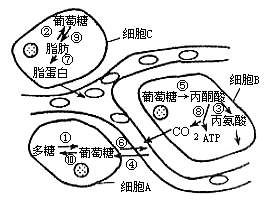 ② 葡萄糖
⑨
细胞C
脂肪
⑦
脂蛋白
⑤
细胞B
葡萄糖 丙酮酸
⑧ ③
CO₂ ATP
丙氨酸
① ⑥
多糖 葡萄糖
⑩ ④
细胞A